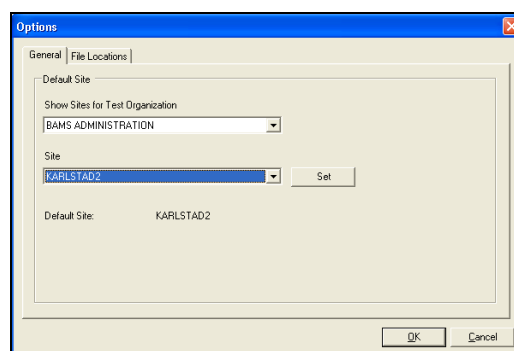 Options
General File Locations
Default Site
Show Sites for Test Organization
BAMS ADMINISTRATION
Site
KARLSTAD2 Set
Default Site: KARLSTAD2
OK Cancel